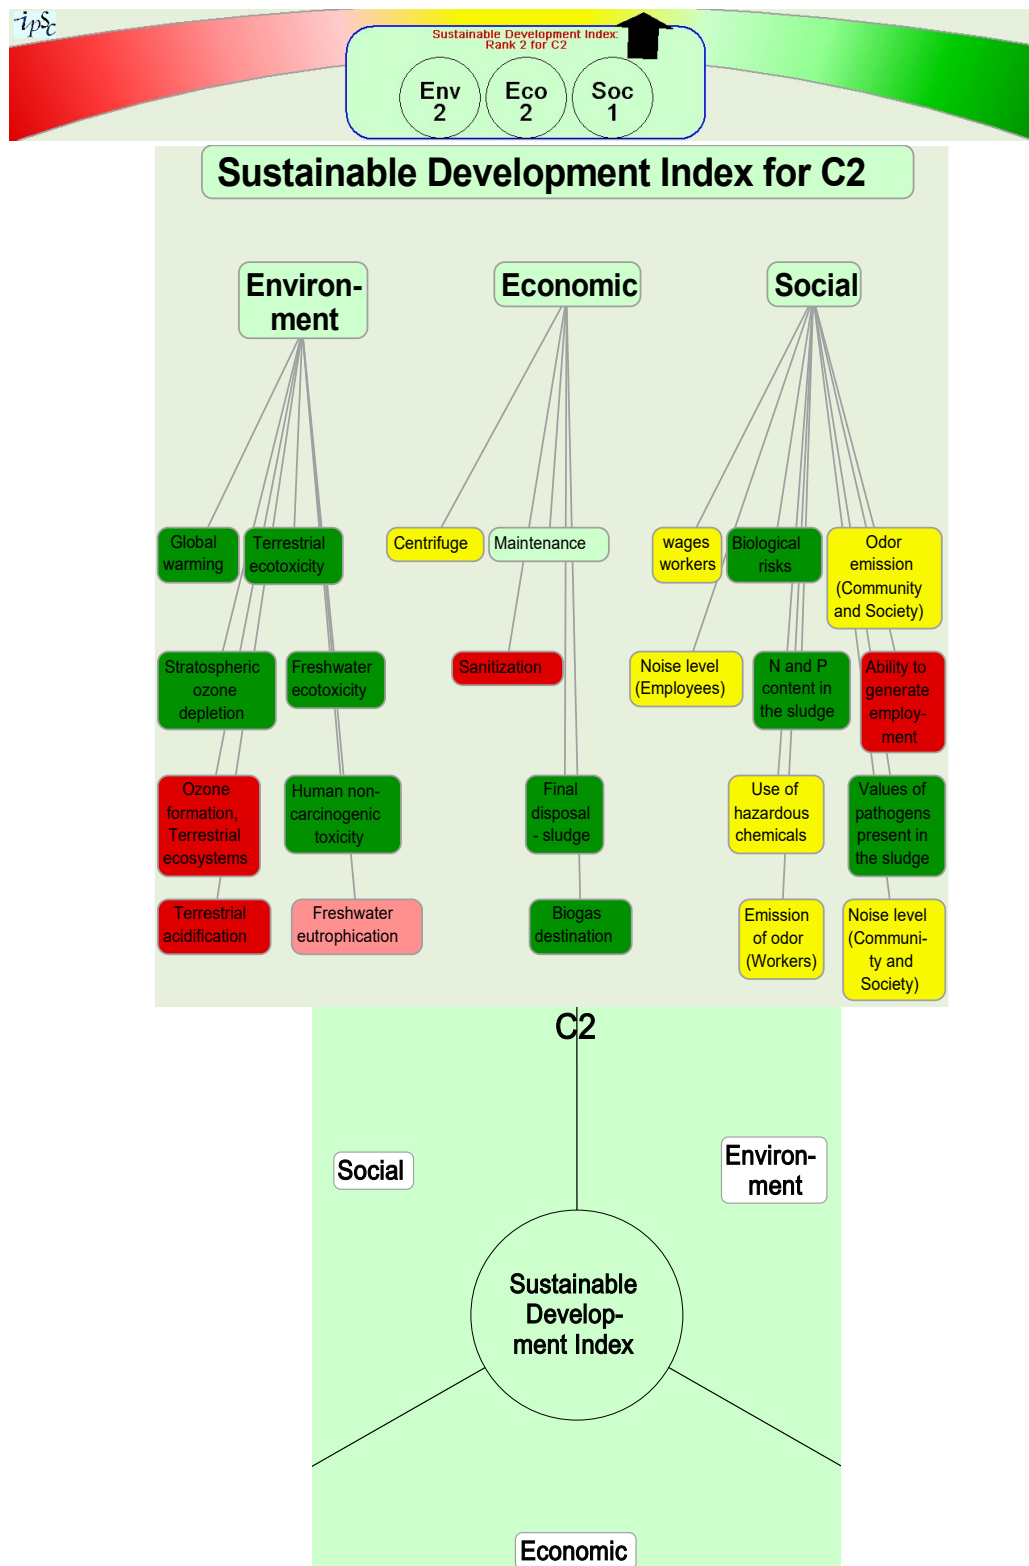 ipsc
Sustainable Development Index:
Rank 2 for C2
Env
2
Eco
2
Soc
1
Sustainable Development Index for C2
Environ-
ment
Economic
Social
Global
warming
Terrestrial
ecotoxicity
Centrifuge
Maintenance
wages
workers
Biological
risks
Odor
emission
(Community
and Society)
Stratospheric
ozone
depletion
Freshwater
ecotoxicity
Sanitization
Noise level
(Employees)
N and P
content in
the sludge
Ability to
generate
employ-
ment
Ozone
formation,
Terrestrial
ecosystems
Human non-
carcinogenic
toxicity
Final
disposal
- sludge
Use of
hazardous
chemicals
Values of
pathogens
present in
the sludge
Terrestrial
acidification
Freshwater
eutrophication
Biogas
destination
Emission
of odor
(Workers)
Noise level
(Communi-
ty and
Society)
C2
Social
Environ-
ment
Sustainable
Develop-
ment Index
Economic